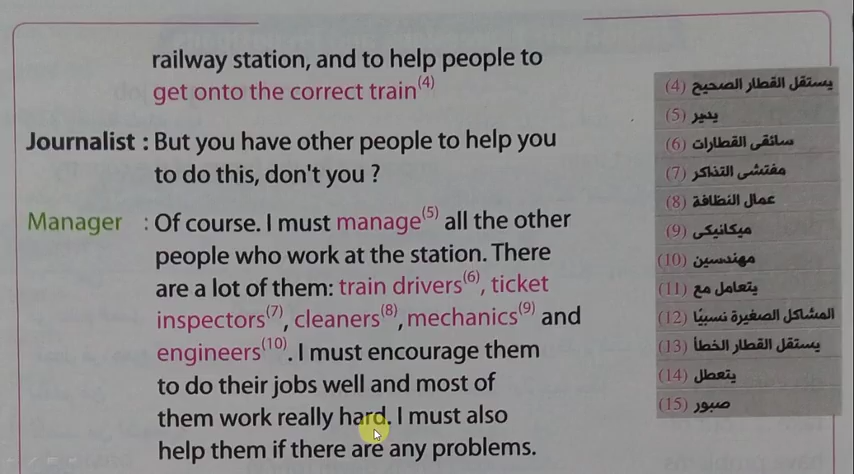 railway station, and to help people to
get onto the correct train(4)
Journalist : But you have other people to help you
to do this, don't you ?
Manager : Of course. I must manage(5) all the other
people who work at the station. There
are a lot of them: train drivers(6), ticket
inspectors(7), cleaners(8), mechanics(9) and
engineers(10). I must encourage them
to do their jobs well and most of
them work really hard. I must also
help them if there are any problems.
(4) يستقل القطار الصحيح
(5) يدير
(6) سائقى القطارات
(7) مفتشى التذاكر
(8) عمال النظافة
(9) ميكانيكى
(10) مهندسين
(11) يتعامل مع
(12) المشاكل الصغيرة نسبيًا
(13) يستقل القطار الخطأ
(14) يتعطل
(15) صبور